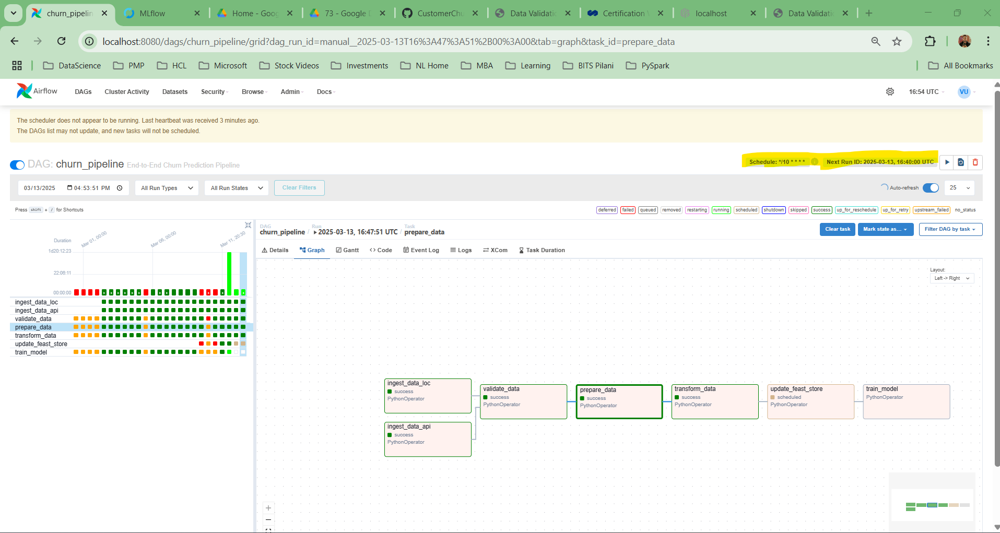 churn_pipelin
MLflow
Home - Goog
73 - Google D
CustomerChu
Data Validatio
Certification V
localhost
Data Validati
localhost:8080/dags/churn_pipeline/grid?dag_run_id=manual__2025-03-13T16%3A47%3A51%2B00%3A00&tab=graph&task_id=prepare_data
DataScience
PMP
HCL
Microsoft
Stock Videos
Investments
NL Home
MBA
Learning
BITS Pilani
PySpark
All Bookmarks
Airflow
DAGs
Cluster Activity
Datasets
Security
Browse
Admin
Docs
16:54 UTC
VU
The scheduler does not appear to be running. Last heartbeat was received 3 minutes ago.
The DAGs list may not update, and new tasks will not be scheduled.
DAG: churn_pipeline End-to-End Churn Prediction Pipeline
Schedule: */10 * * * *
Next Run ID: 2025-03-13, 16:40:00 UTC
03/13/2025 04:53:51 PM
All Run Types
All Run States
Clear Filters
Auto-refresh
25
Press shift + / for Shortcuts
deferred
failed
queued
removed
restarting
running
scheduled
shutdown
skipped
success
up_for_reschedule
up_for_retry
upstream_failed
no_status
Duration
Mar 01, 00:00
Mar 06, 00:00
Mar 11, 20:30
1d20:12:23
22:06:11
00:00:00
ingest_data_loc
ingest_data_api
validate_data
prepare_data
transform_data
update_feast_store
train_model
DAG
churn_pipeline
/
Run
2025-03-13, 16:47:51 UTC
/
Task
prepare_data
Clear task
Mark state as...
Filter DAG by task
Details
Graph
Gantt
Code
Event Log
Logs
XCom
Task Duration
Layout:
Left -> Right
ingest_data_loc
success
PythonOperator
ingest_data_api
success
PythonOperator
validate_data
success
PythonOperator
prepare_data
success
PythonOperator
transform_data
success
PythonOperator
update_feast_store
scheduled
PythonOperator
train_model
PythonOperator